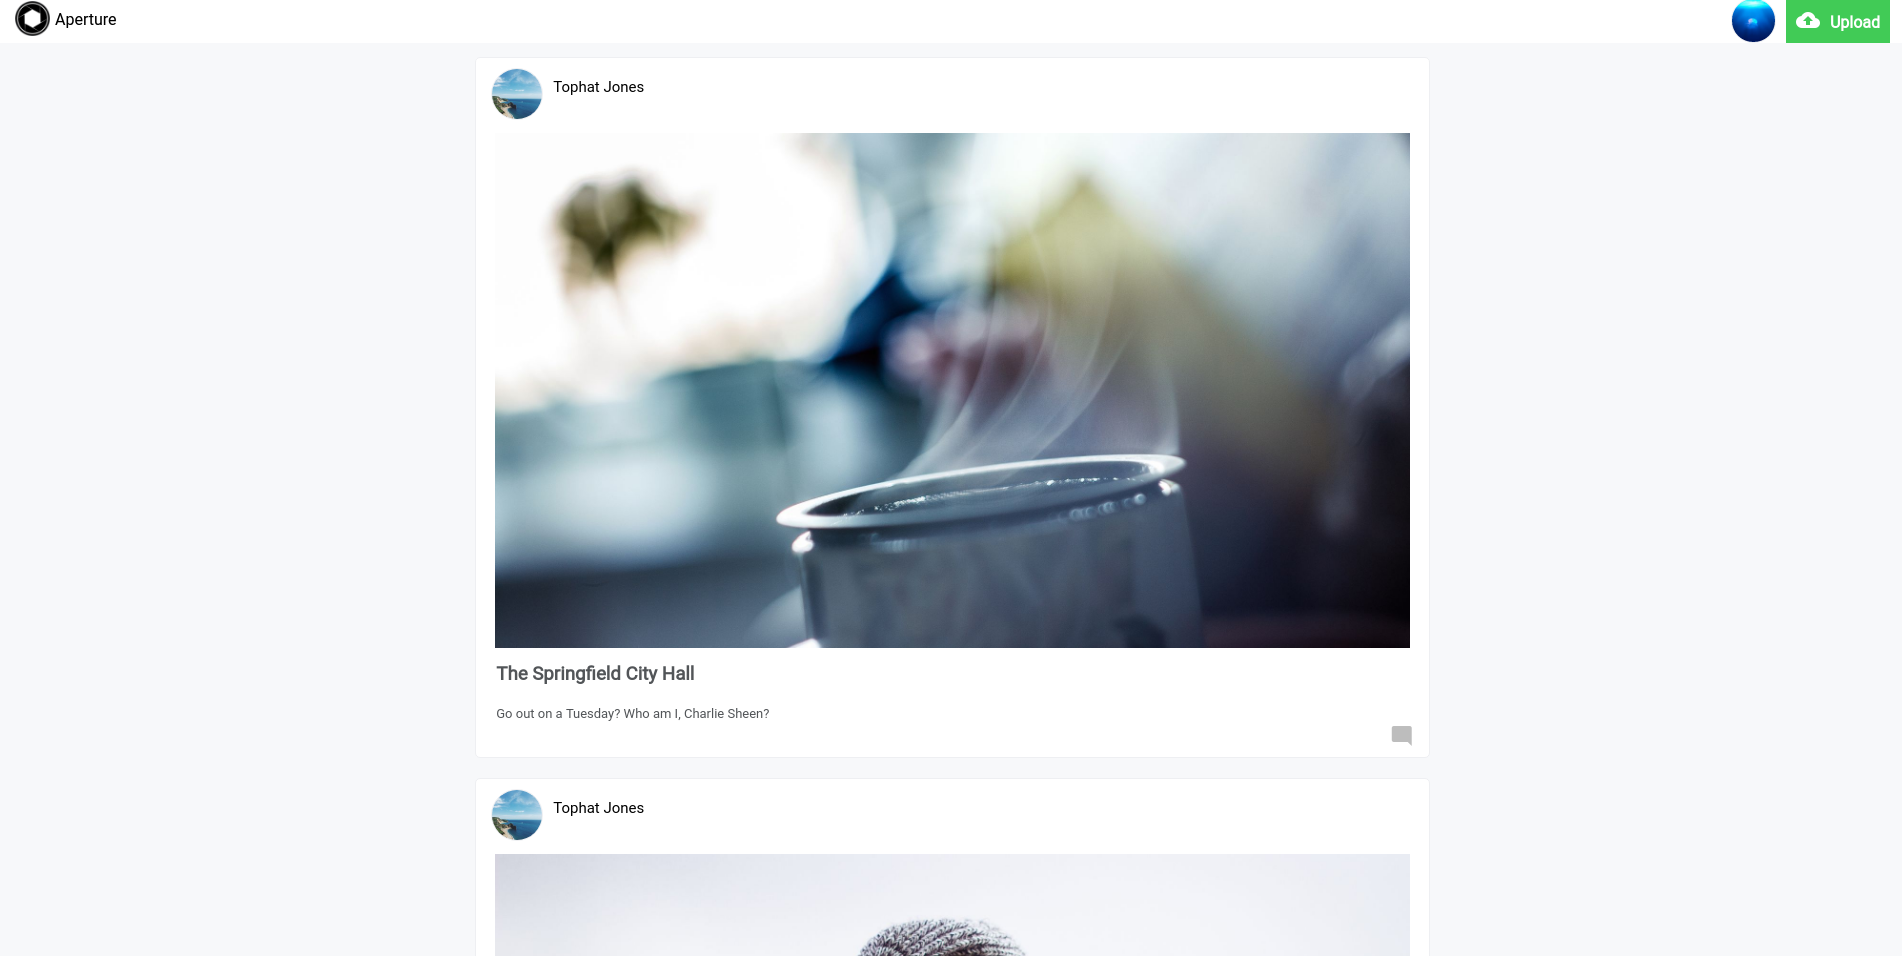 Aperture
Upload
Tophat Jones
The Springfield City Hall
Go out on a Tuesday? Who am I, Charlie Sheen?
Tophat Jones